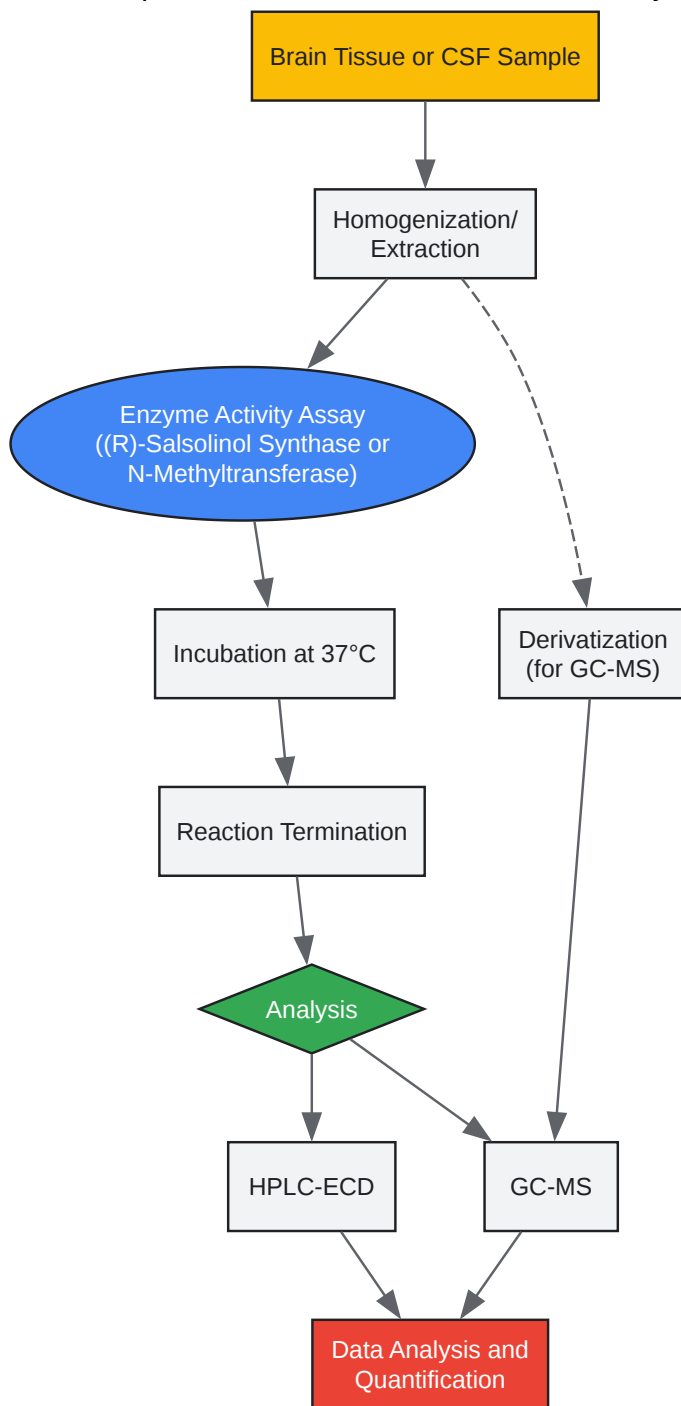 Brain Tissue or CSF Sample
Homogenization/
Extraction
Enzyme Activity Assay
((R)-Salsolinol Synthase or
N-Methyltransferase)
Incubation at 37°C
Derivatization
(for GC-MS)
Reaction Termination
Analysis
HPLC-ECD
GC-MS
Data Analysis and
Quantification